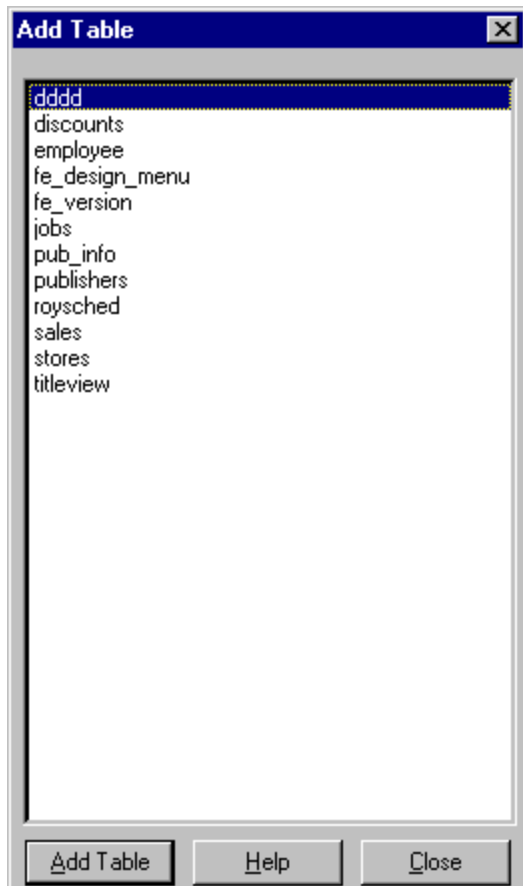 Add Table
dddd
discounts
employee
fe_design_menu
fe_version
jobs
pub_info
publishers
roysched
sales
stores
titleview
Add Table Help Close